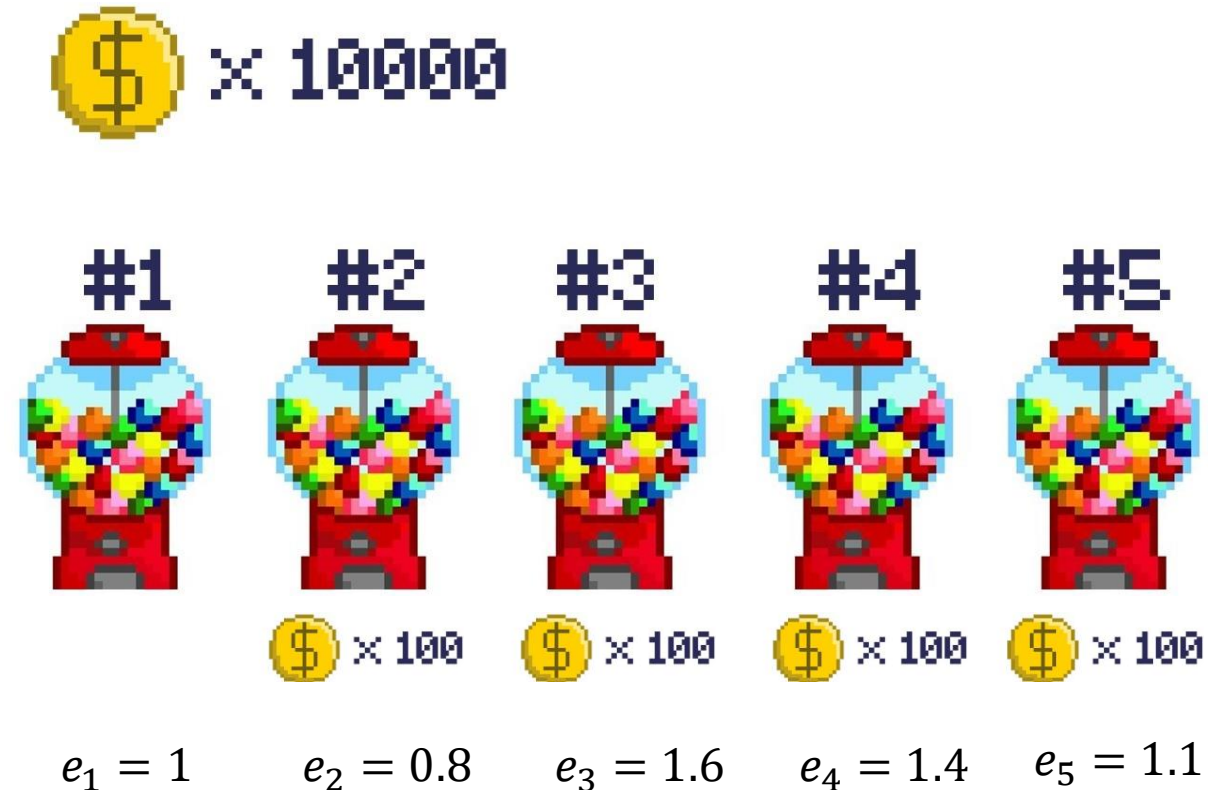 $ x 10000
#1 #2 #3 #4 #5
$ x 100 $ x 100 $ x 100 $ x 100
e₁ = 1 e₂ = 0.8 e₃ = 1.6 e₄ = 1.4 e₅ = 1.1